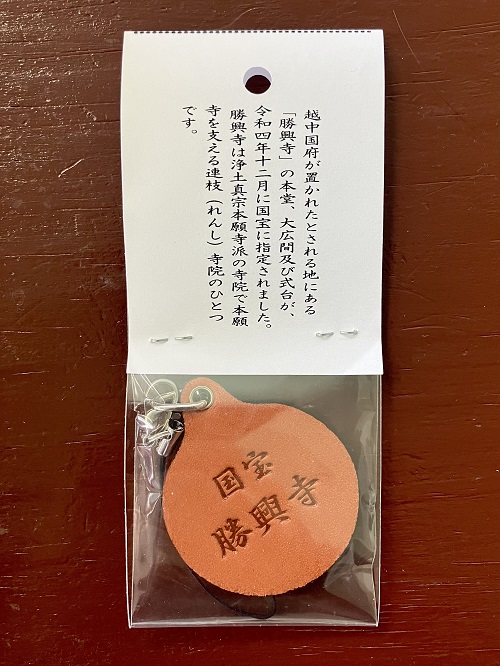 越中国府が置かれたとされる地にある
「勝興寺」の本堂、大広間及び式台が、
令和四年十二月に国宝に指定されました。
勝興寺は浄土真宗本願寺派の寺院で本願
寺を支える連枝（れんし）寺院のひとつ
です。
国宝
勝興寺